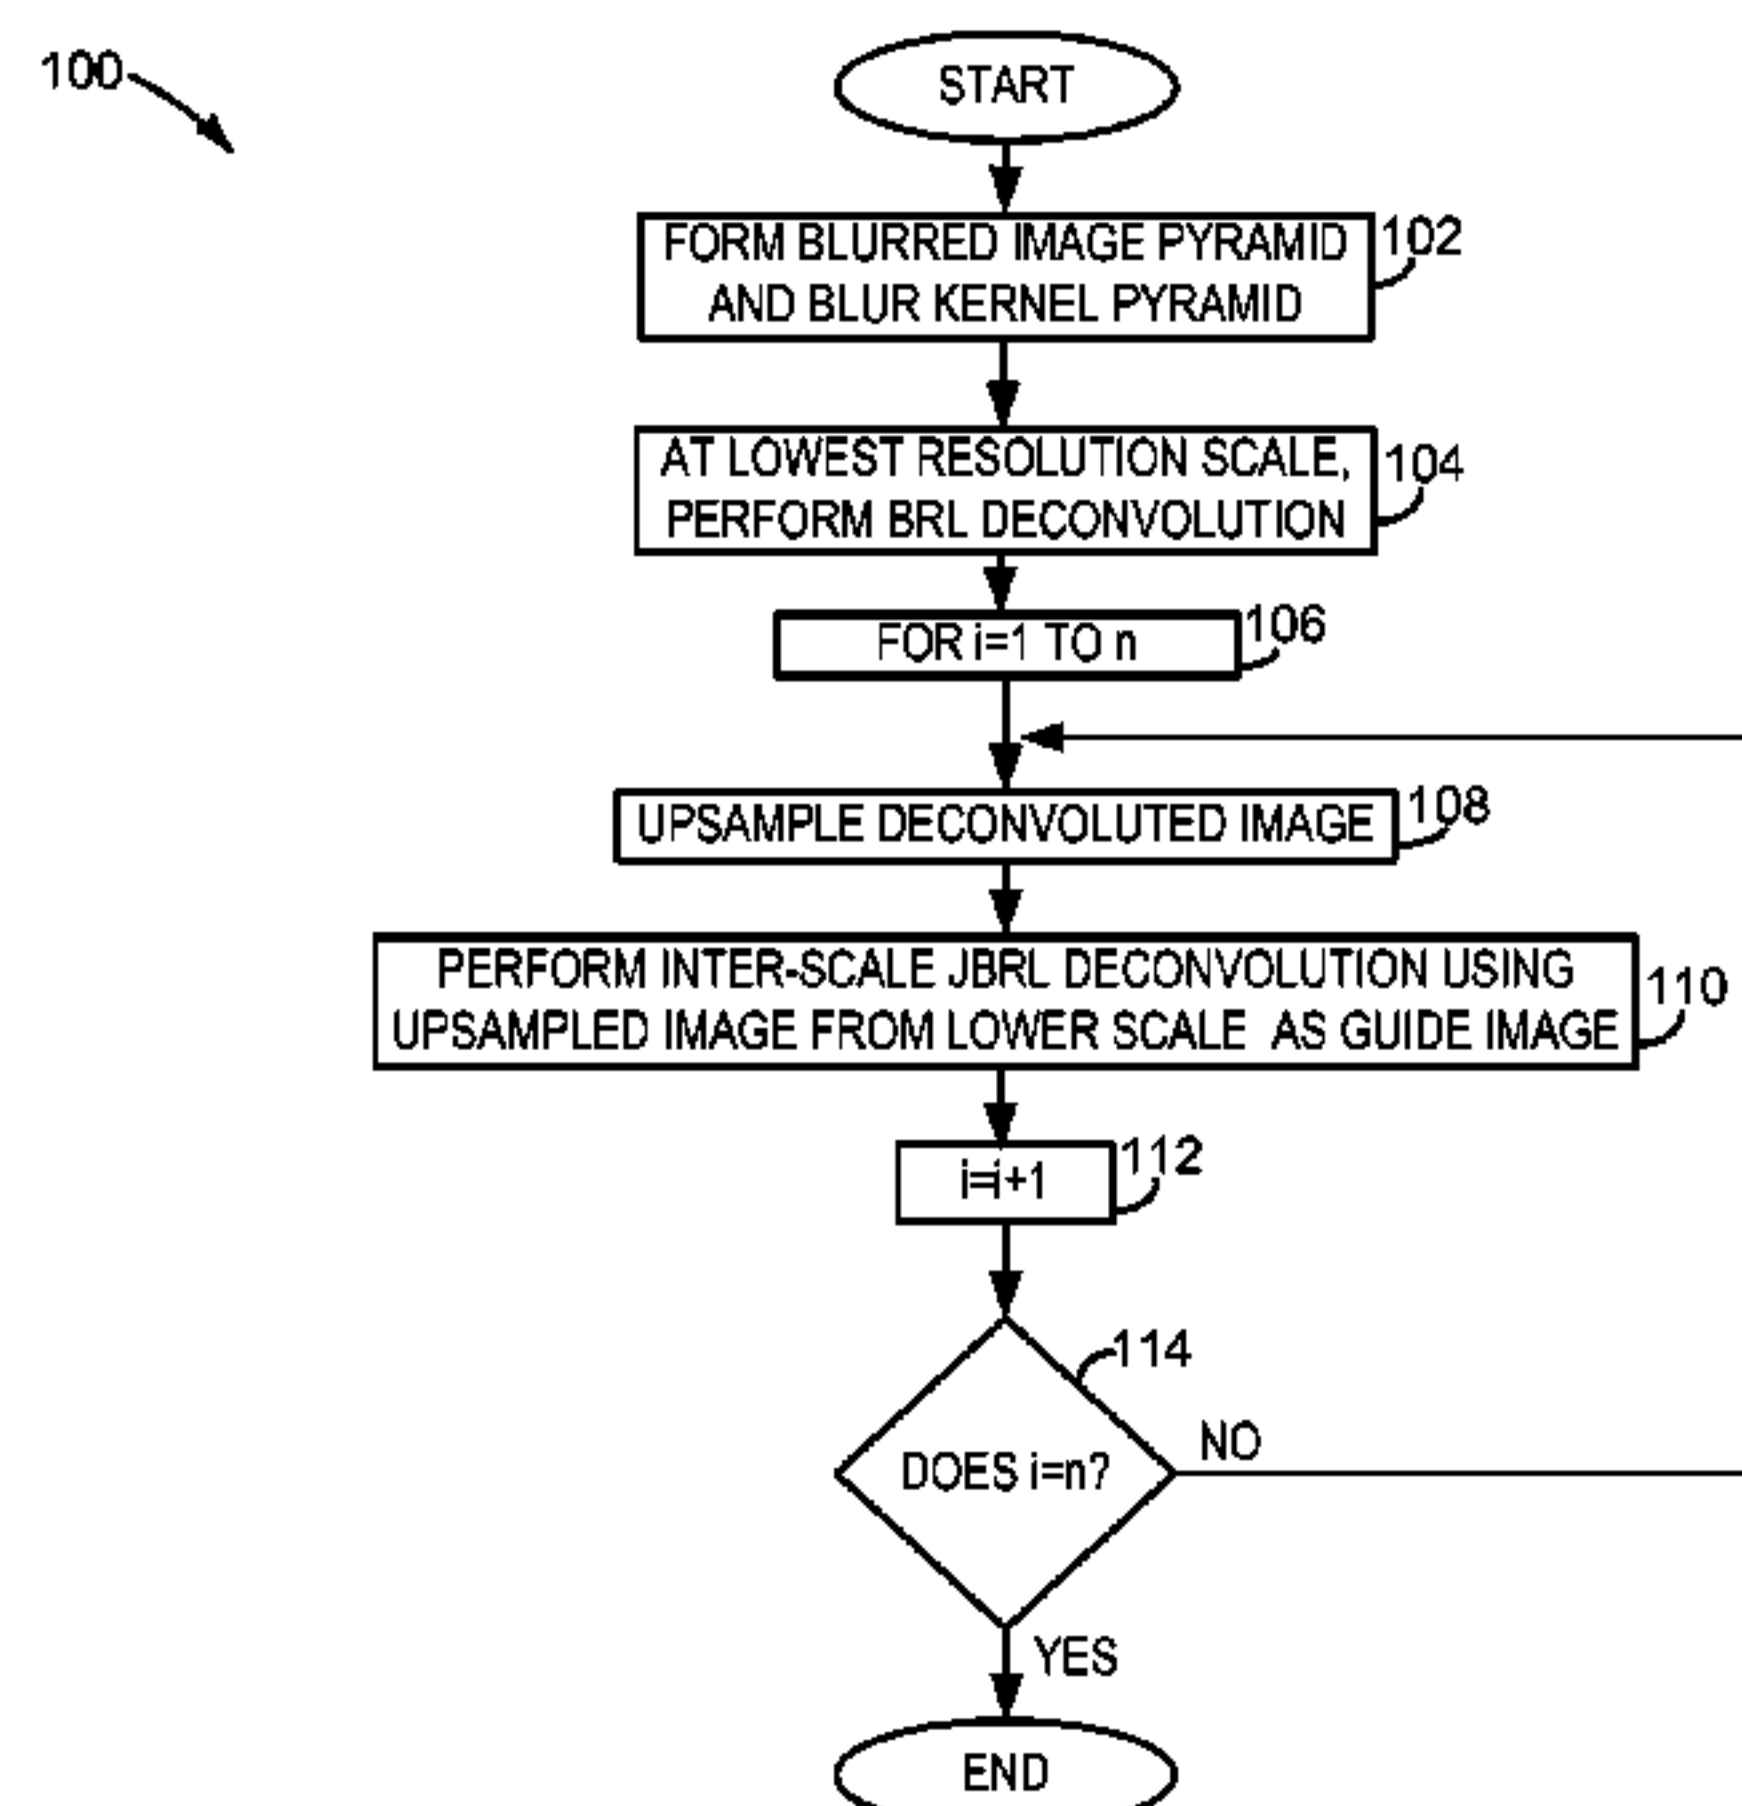 100
START
FORM BLURRED IMAGE PYRAMID
AND BLUR KERNEL PYRAMID
102
AT LOWEST RESOLUTION SCALE,
PERFORM BRL DECONVOLUTION
104
FOR i=1 TO n
106
UPSAMPLE DECONVOLUTED IMAGE
108
PERFORM INTER-SCALE JBRL DECONVOLUTION USING
UPSAMPLED IMAGE FROM LOWER SCALE AS GUIDE IMAGE
110
i=i+1
112
114
DOES i=n?
NO
YES
END